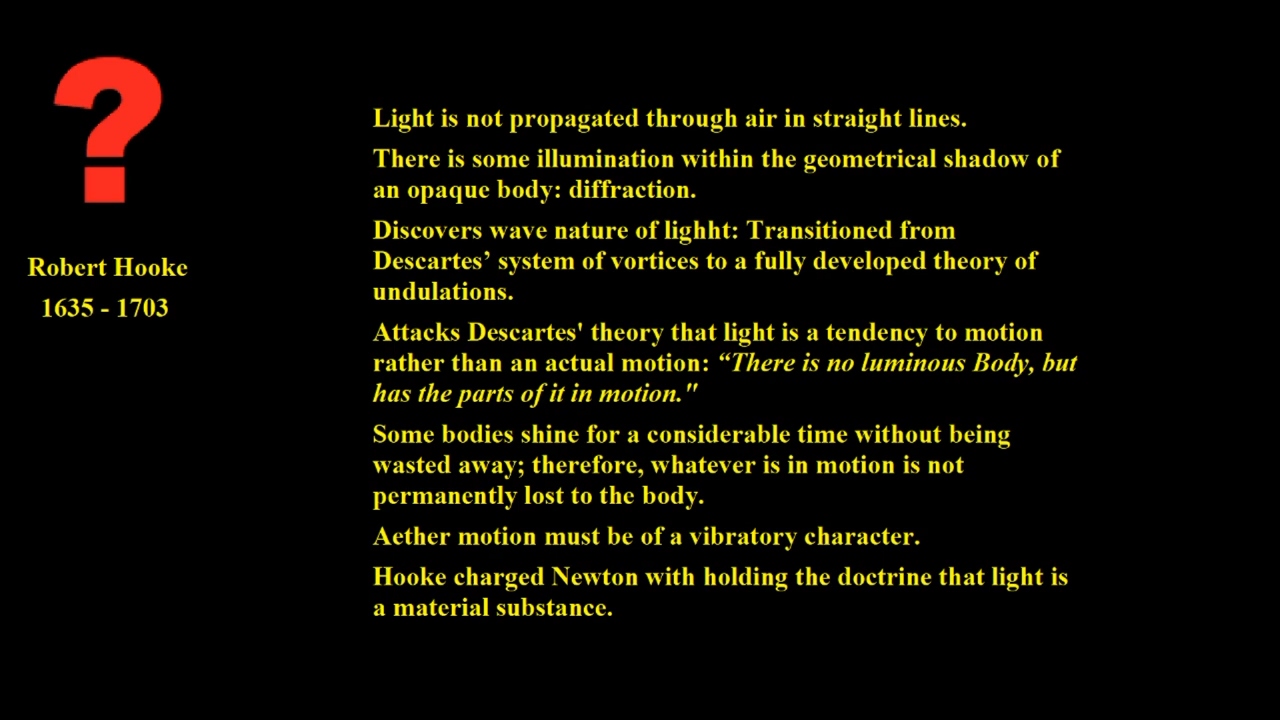 ?
Robert Hooke
1635 - 1703
Light is not propagated through air in straight lines.
There is some illumination within the geometrical shadow of
an opaque body: diffraction.
Discovers wave nature of lighht: Transitioned from
Descartes’ system of vortices to a fully developed theory of
undulations.
Attacks Descartes' theory that light is a tendency to motion
rather than an actual motion: “There is no luminous Body, but
has the parts of it in motion."
Some bodies shine for a considerable time without being
wasted away; therefore, whatever is in motion is not
permanently lost to the body.
Aether motion must be of a vibratory character.
Hooke charged Newton with holding the doctrine that light is
a material substance.